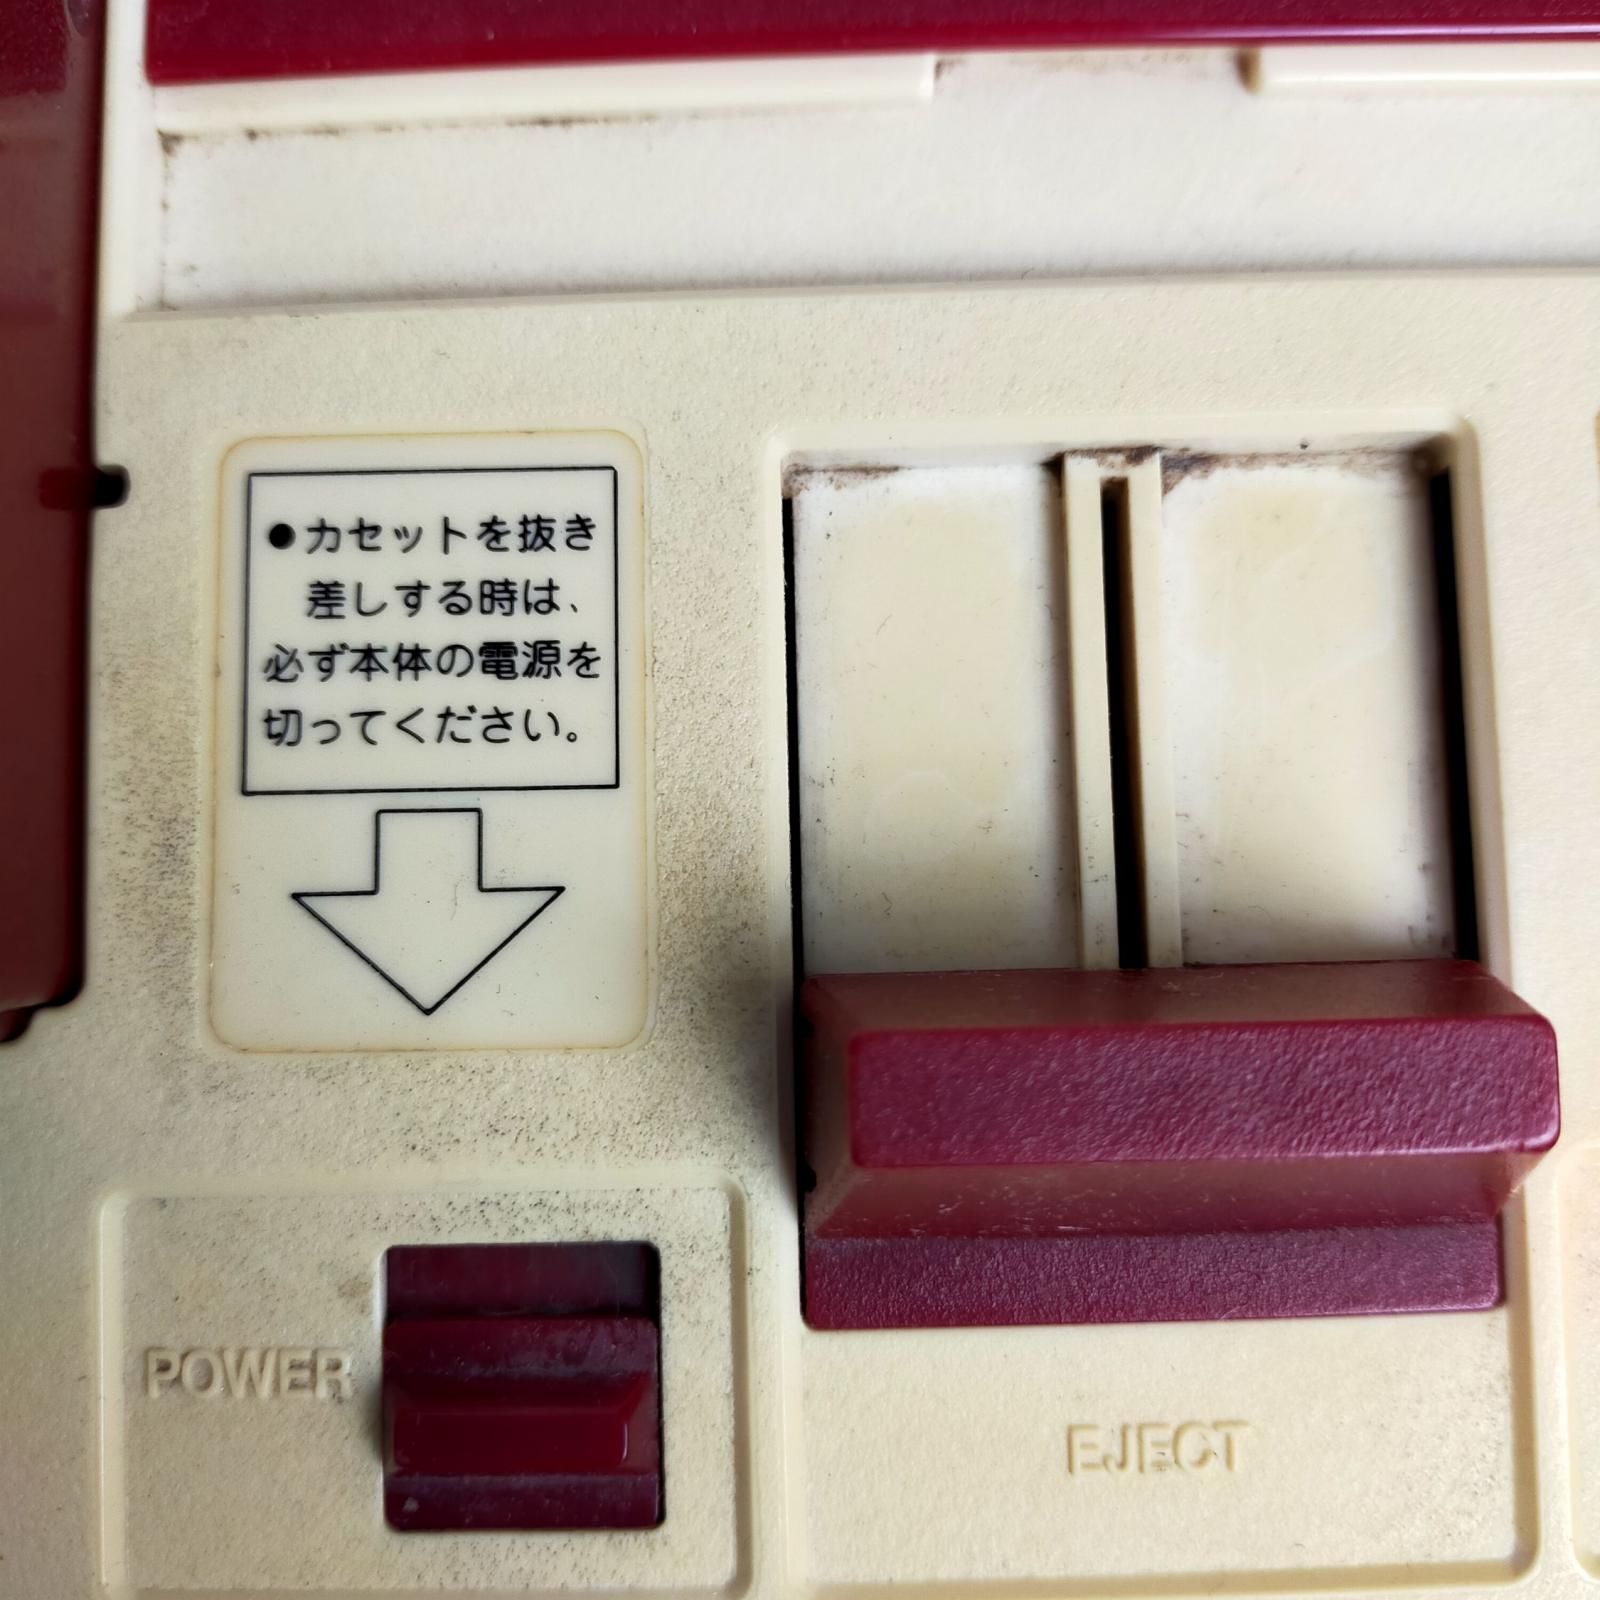 ●カセットを抜き
差しする時は、
必ず本体の電源を
切ってください。
POWER
EJECT